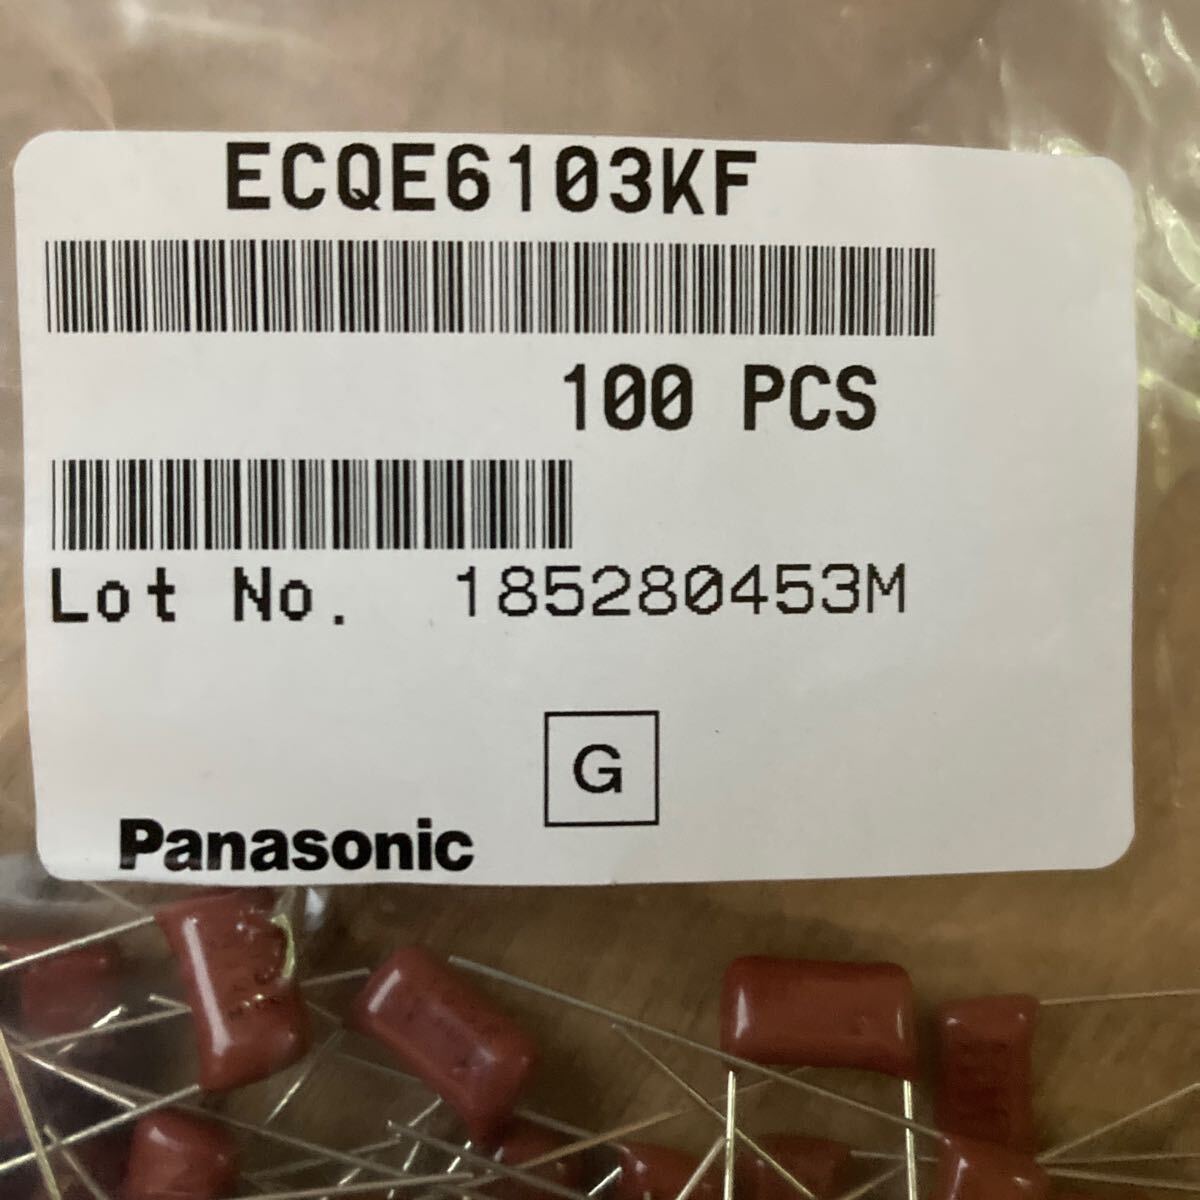 ECQE6103KF
100 PCS
Lot No. 185280453M
G
Panasonic